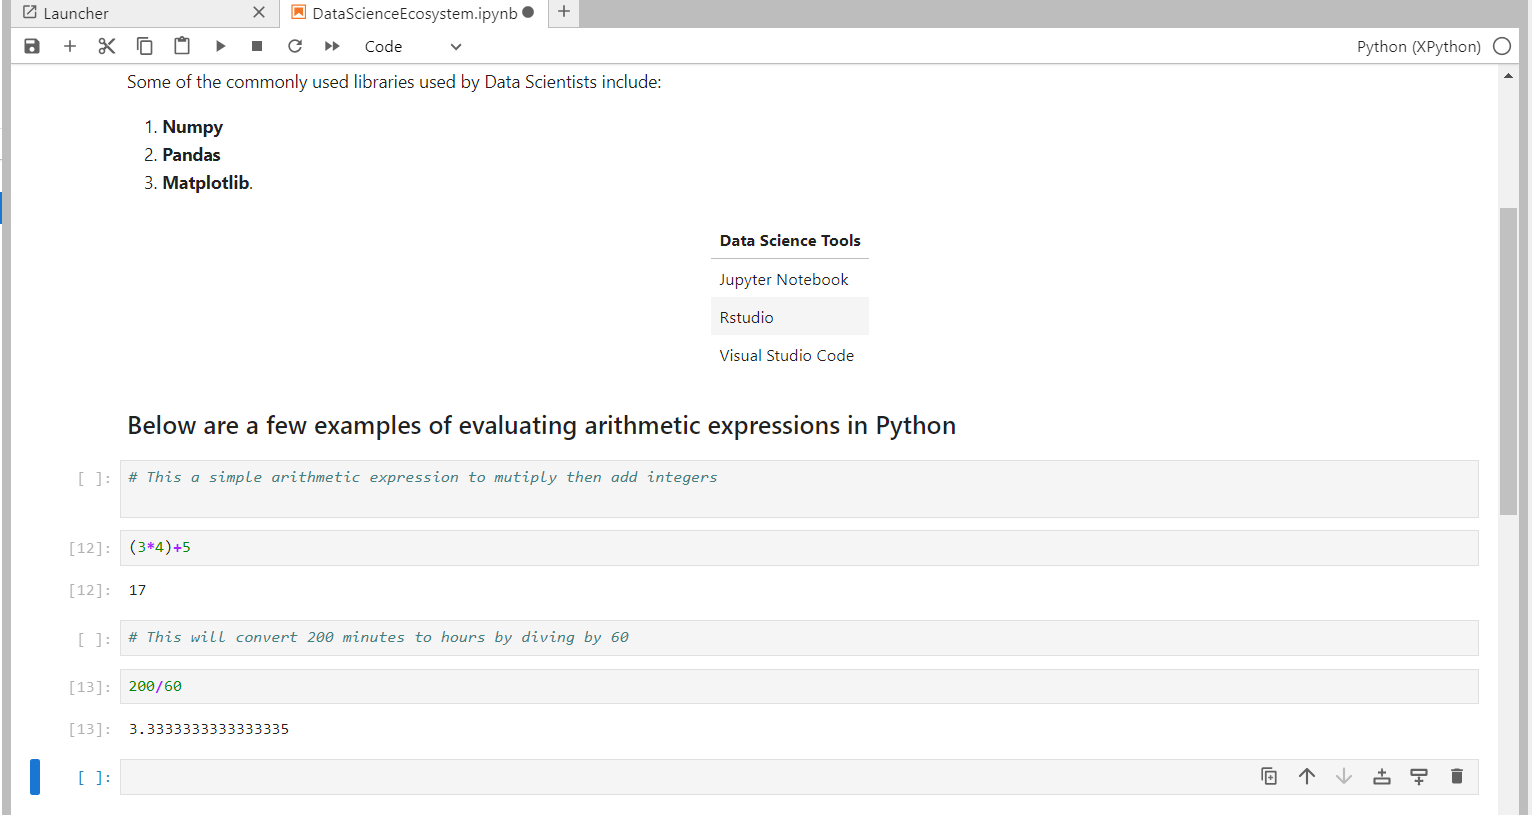 Launcher
DataScienceEcosystem.ipynb
Code
Python (XPython)
Some of the commonly used libraries used by Data Scientists include:
1. Numpy
2. Pandas
3. Matplotlib.
Data Science Tools
Jupyter Notebook
Rstudio
Visual Studio Code
Below are a few examples of evaluating arithmetic expressions in Python
[ ]: # This a simple arithmetic expression to mutiply then add integers
[12]: (3*4)+5
[12]: 17
[ ]: # This will convert 200 minutes to hours by diving by 60
[13]: 200/60
[13]: 3.3333333333333335
[ ]: